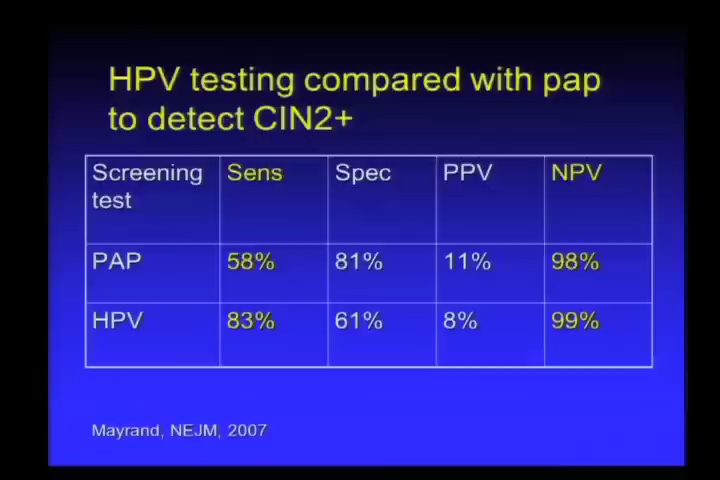 HPV testing compared with pap
to detect CIN2+
Screening test Sens Spec PPV NPV
PAP 58% 81% 11% 98%
HPV 83% 61% 8% 99%
Mayrand, NEJM, 2007